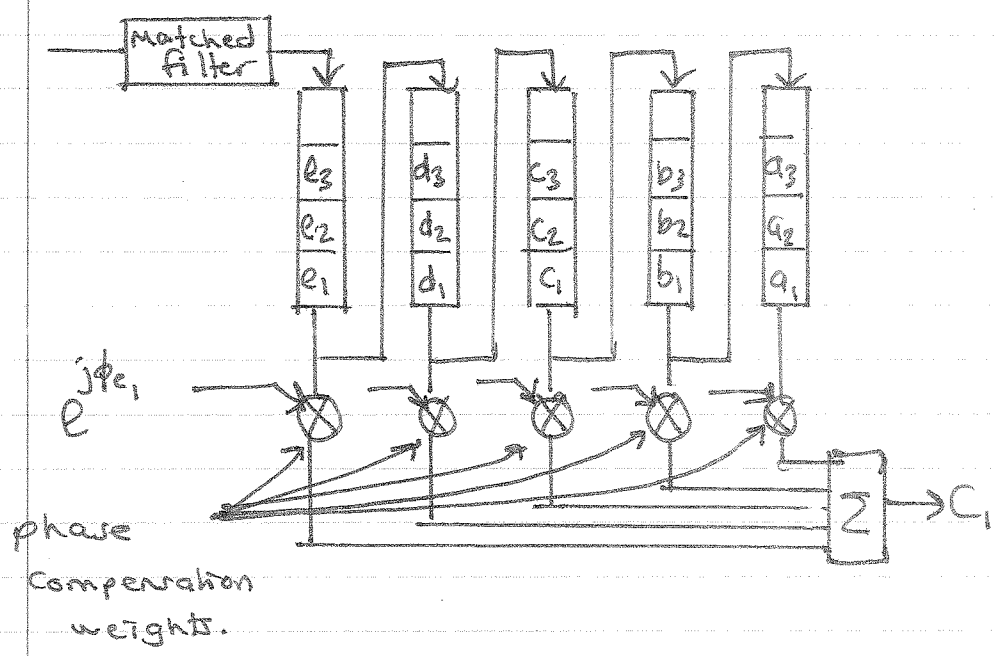 Matched
filter
e3 d3 c3 b3 a3
e2 d2 c2 b2 a2
e1 d1 c1 b1 a1
e^jϕe1
Σ
C1
phase
compensation
weights.